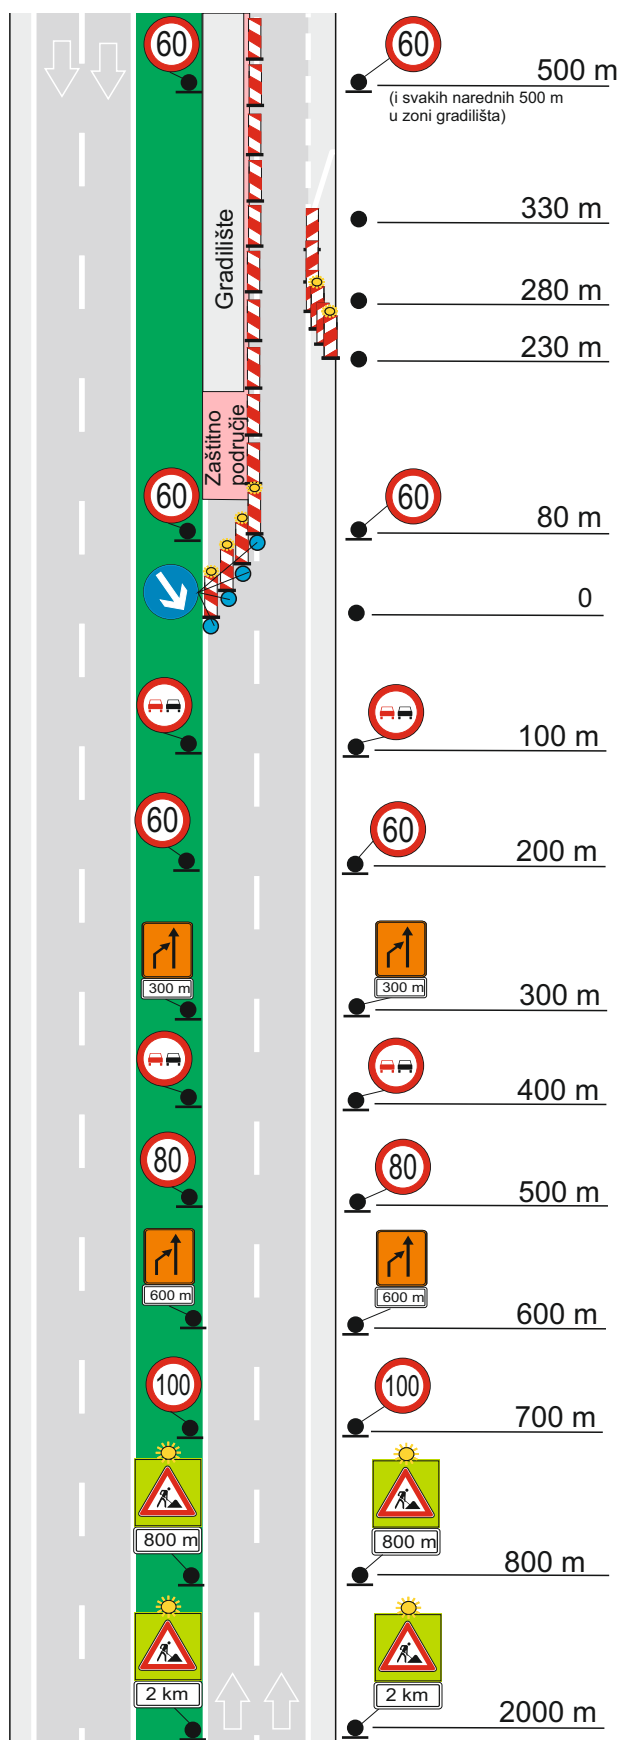 60
60
500 m
(i svakih narednih 500 m
u zoni gradilišta)
330 m
Gradilište
280 m
230 m
Zaštitno
područje
60
60
80 m
0
100 m
60
60
200 m
300 m
300 m
300 m
400 m
80
80
500 m
600 m
600 m
600 m
100
100
700 m
800 m
800 m
800 m
2 km
2 km
2000 m